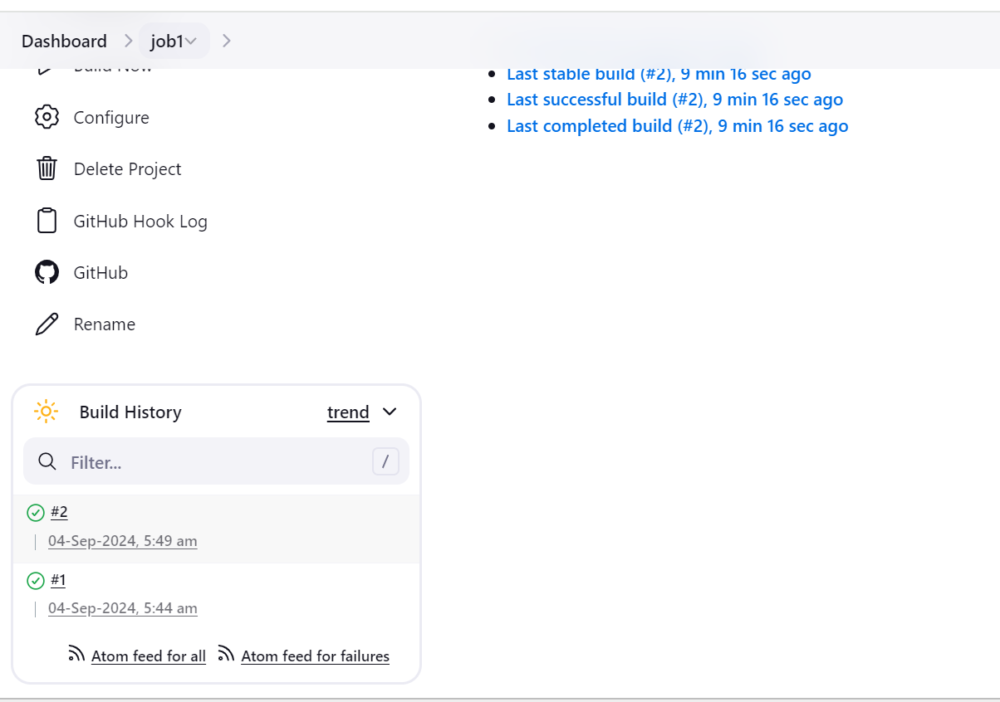 Dashboard
job1
Build Now
Configure
Delete Project
GitHub Hook Log
GitHub
Rename
Last stable build (#2), 9 min 16 sec ago
Last successful build (#2), 9 min 16 sec ago
Last completed build (#2), 9 min 16 sec ago
Build History
trend
Filter...
/
#2
04-Sep-2024, 5:49 am
#1
04-Sep-2024, 5:44 am
Atom feed for all
Atom feed for failures